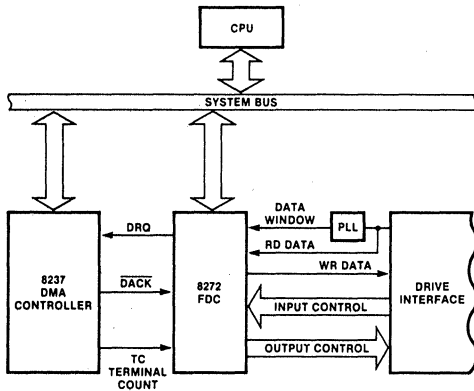 CPU
SYSTEM BUS
8237
DMA
CONTROLLER
DRQ
DACK
TC
TERMINAL
COUNT
8272
FDC
DATA
WINDOW
PLL
RD DATA
WR DATA
INPUT CONTROL
OUTPUT CONTROL
DRIVE
INTERFACE